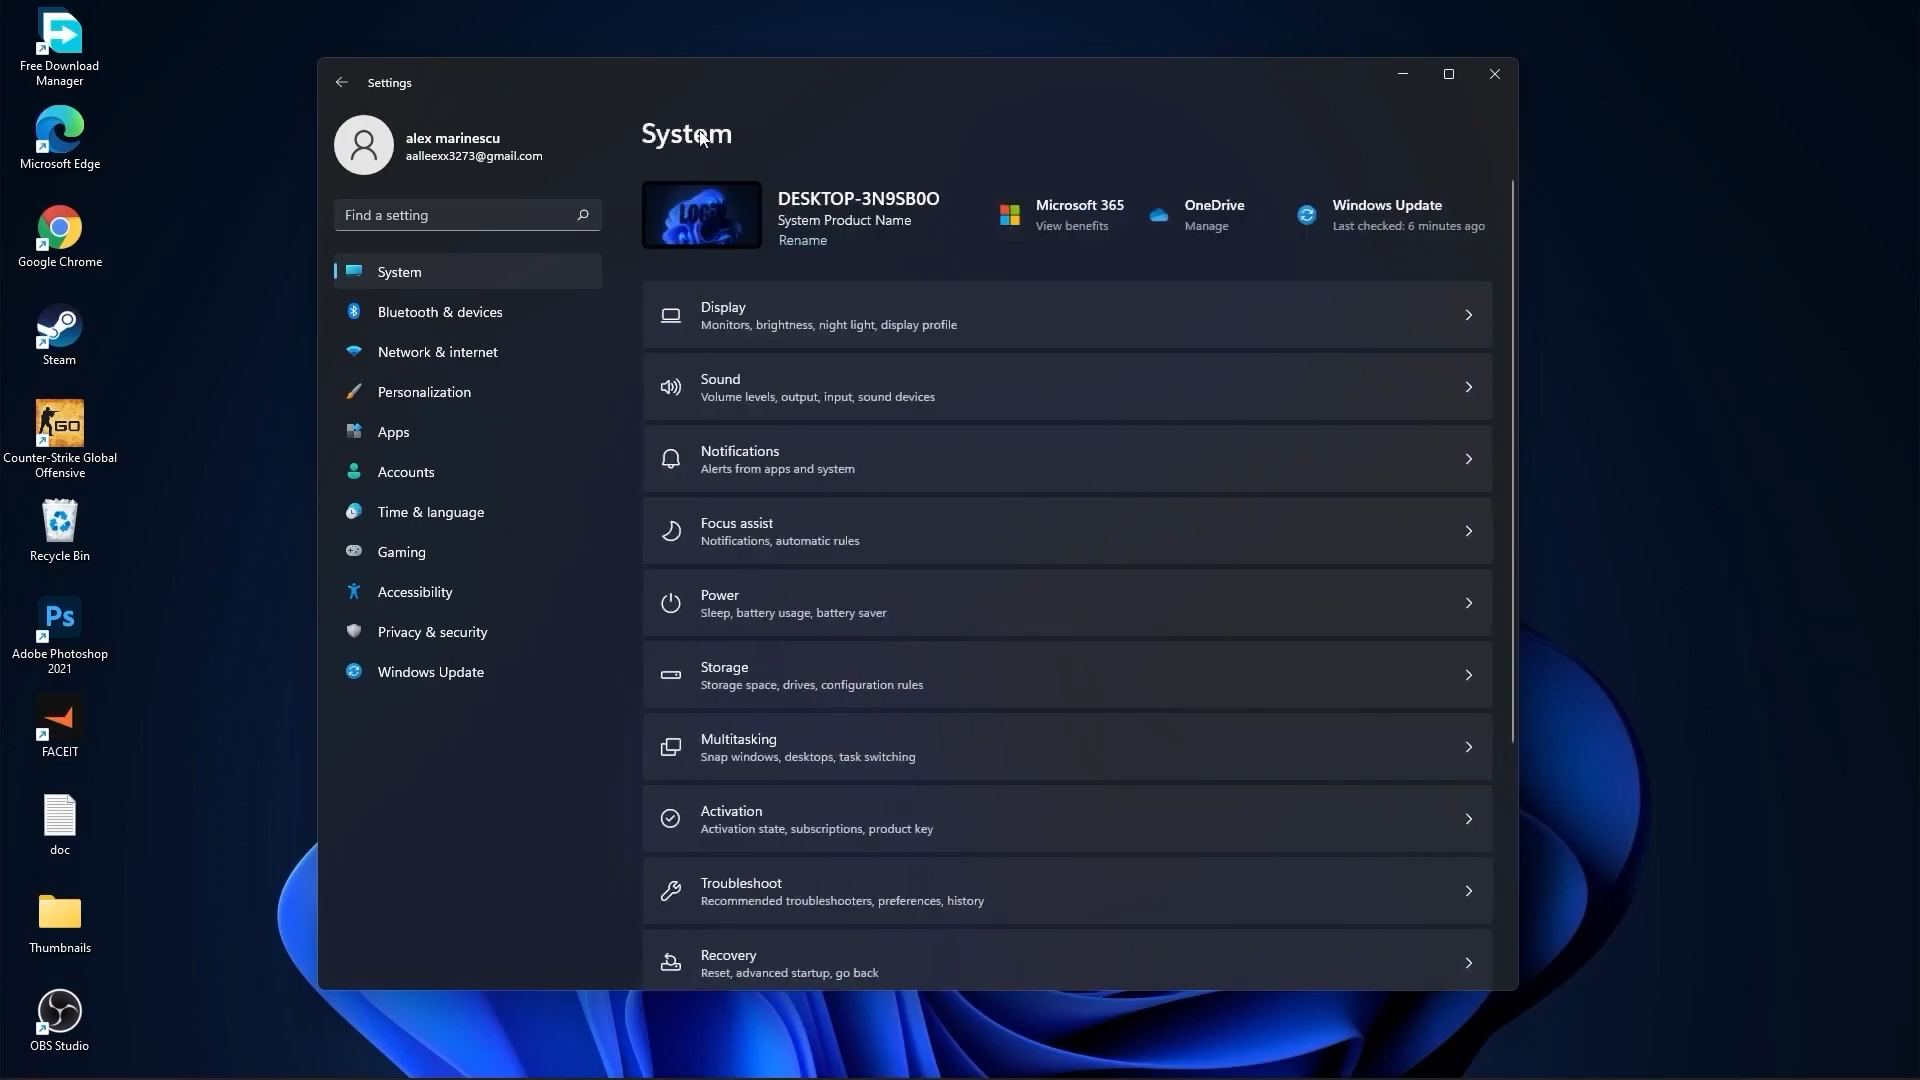 Free Download
Manager
Microsoft Edge
Google Chrome
Steam
GO
Counter-Strike Global
Offensive
Recycle Bin
Ps
Adobe Photoshop
2021
FACEIT
doc
Thumbnails
OBS Studio
Settings
alex marinescu
aalleexx3273@gmail.com
Find a setting
System
Bluetooth & devices
Network & internet
Personalization
Apps
Accounts
Time & language
Gaming
Accessibility
Privacy & security
Windows Update
System
DESKTOP-3N9SB0O
System Product Name
Rename
Microsoft 365
View benefits
OneDrive
Manage
Windows Update
Last checked: 6 minutes ago
Display
Monitors, brightness, night light, display profile
Sound
Volume levels, output, input, sound devices
Notifications
Alerts from apps and system
Focus assist
Notifications, automatic rules
Power
Sleep, battery usage, battery saver
Storage
Storage space, drives, configuration rules
Multitasking
Snap windows, desktops, task switching
Activation
Activation state, subscriptions, product key
Troubleshoot
Recommended troubleshooters, preferences, history
Recovery
Reset, advanced startup, go back